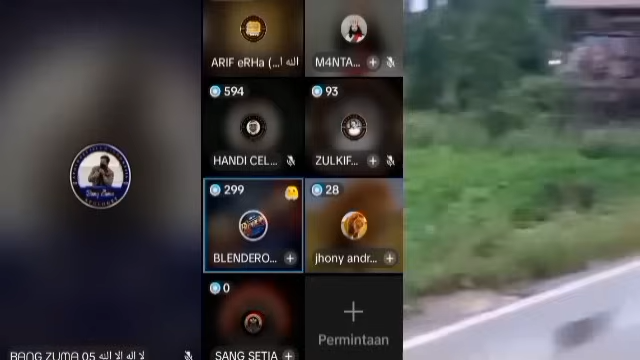 ARIF eRHa (... الله ا
M4NTA...
594
93
HANDI CEL...
ZULKIF...
299
28
BLENDERO...
jhony andr...
0
SANG SETIA
Permintaan
BANG ZUMA 05 لا اله الا الله